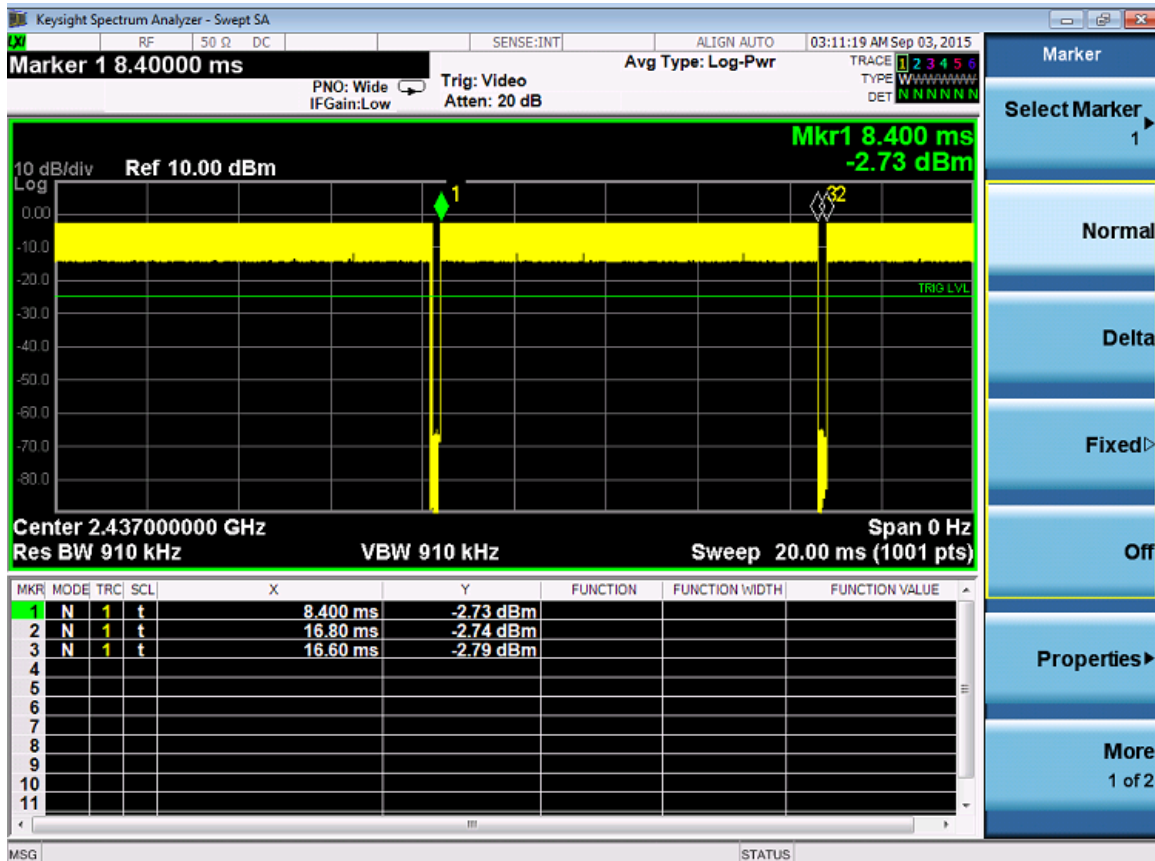 Keysight Spectrum Analyzer - Swept SA
LXI RF 50 Ω DC SENSE:INT ALIGN AUTO 03:11:19 AM Sep 03, 2015
Marker 1 8.40000 ms
PNO: Wide
IFGain:Low
Trig: Video
Atten: 20 dB
Avg Type: Log-Pwr
TRACE 1 2 3 4 5 6
TYPE WWWWWW
DET N N N N N N
Mkr1 8.400 ms
-2.73 dBm
10 dB/div Ref 10.00 dBm
Log
1
32
0.00
-10.0
-20.0
TRIG LVL
-30.0
-40.0
-50.0
-60.0
-70.0
-80.0
Center 2.437000000 GHz Span 0 Hz
Res BW 910 kHz VBW 910 kHz Sweep 20.00 ms (1001 pts)
MKR MODE TRC SCL X Y FUNCTION FUNCTION WIDTH FUNCTION VALUE
1 N 1 t 8.400 ms -2.73 dBm
2 N 1 t 16.80 ms -2.74 dBm
3 N 1 t 16.60 ms -2.79 dBm
4
5
6
7
8
9
10
11
MSG STATUS
Marker
Select Marker
1
Normal
Delta
Fixed
Off
Properties
More
1 of 2